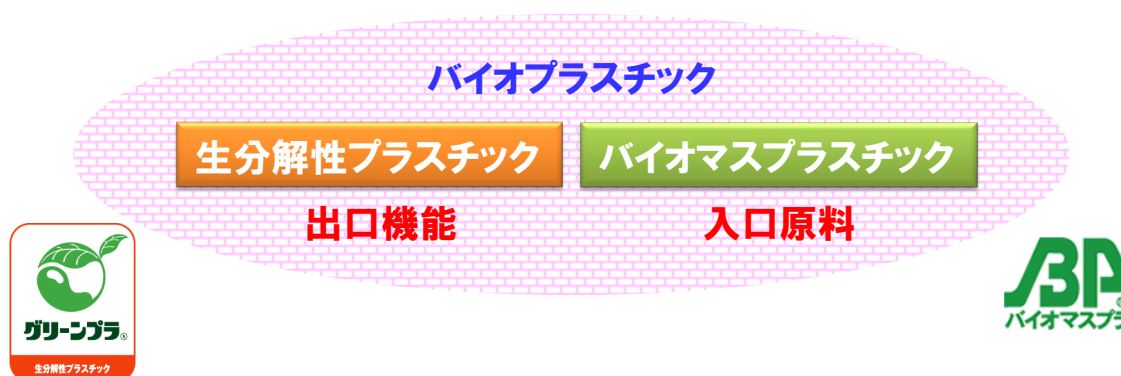 バイオプラスチック
生分解性プラスチック
バイオマスプラスチック
出口機能
入口原料
グリーンプラ®
生分解性プラスチック
BP
バイオマスプラ